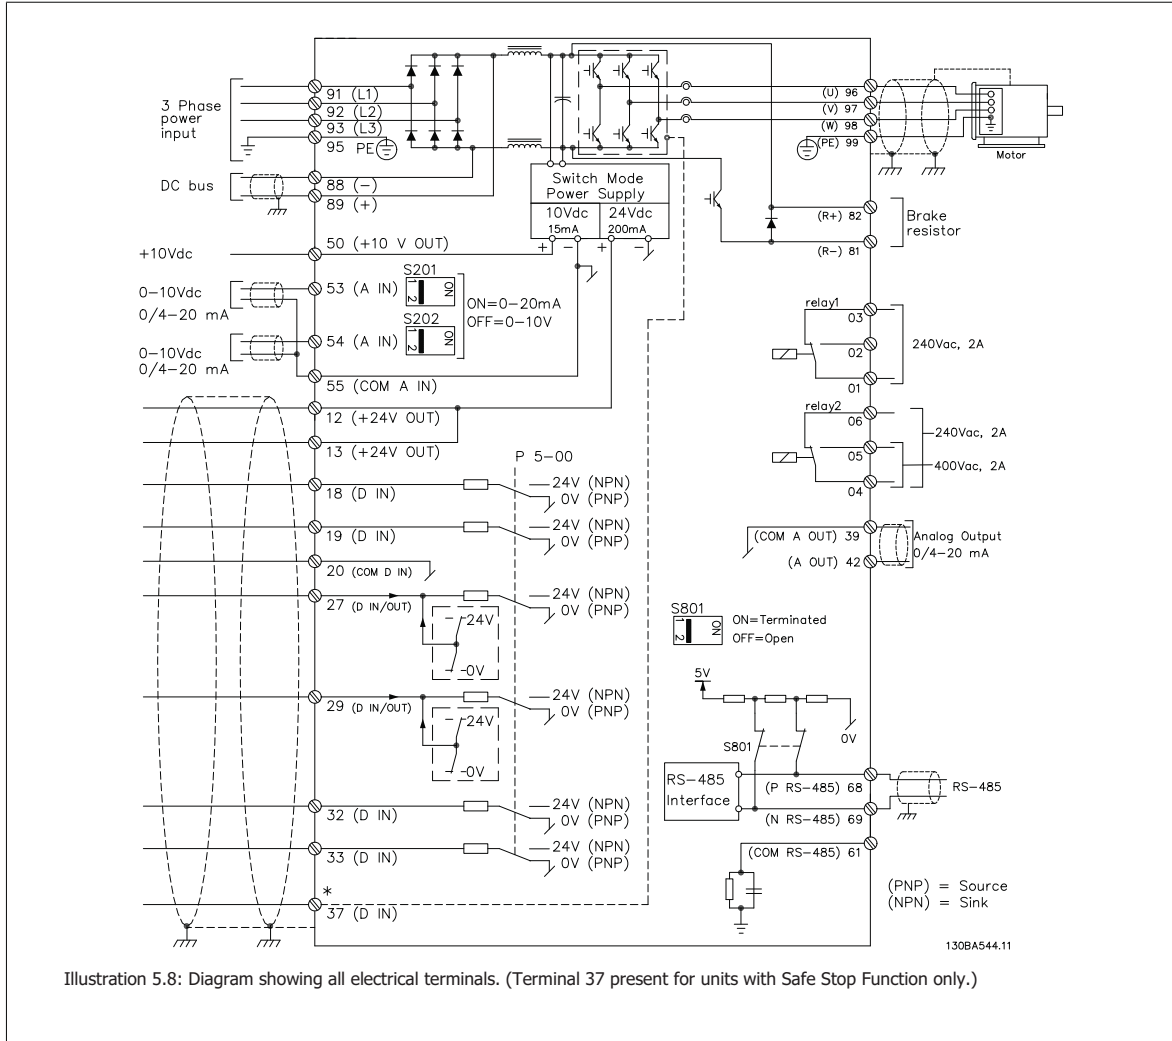 3 Phase
power
input
91 (L1)
92 (L2)
93 (L3)
95 PE
DC bus
88 (−)
89 (+)
+10Vdc
50 (+10 V OUT)
0−10Vdc
0/4−20 mA
53 (A IN)
S201
ON
1 2
ON=0−20mA
OFF=0−10V
S202
ON
1 2
0−10Vdc
0/4−20 mA
54 (A IN)
55 (COM A IN)
12 (+24V OUT)
13 (+24V OUT)
P 5-00
18 (D IN)
24V (NPN)
0V (PNP)
19 (D IN)
24V (NPN)
0V (PNP)
20 (COM D IN)
27 (D IN/OUT)
24V (NPN)
0V (PNP)
24V
0V
29 (D IN/OUT)
24V (NPN)
0V (PNP)
24V
0V
32 (D IN)
24V (NPN)
0V (PNP)
33 (D IN)
24V (NPN)
0V (PNP)
*
37 (D IN)
Switch Mode
Power Supply
10Vdc
15mA
24Vdc
200mA
+ − + −
(U) 96
(V) 97
(W) 98
(PE) 99
Motor
(R+) 82
(R−) 81
Brake
resistor
relay1
03
02
01
240Vac, 2A
relay2
06
05
04
240Vac, 2A
400Vac, 2A
(COM A OUT) 39
(A OUT) 42
Analog Output
0/4−20 mA
S801
ON
1 2
ON=Terminated
OFF=Open
5V
0V
S801
RS−485
Interface
(P RS−485) 68
(N RS−485) 69
RS−485
(COM RS−485) 61
(PNP) = Source
(NPN) = Sink
130BA544.11
Illustration 5.8: Diagram showing all electrical terminals. (Terminal 37 present for units with Safe Stop Function only.)